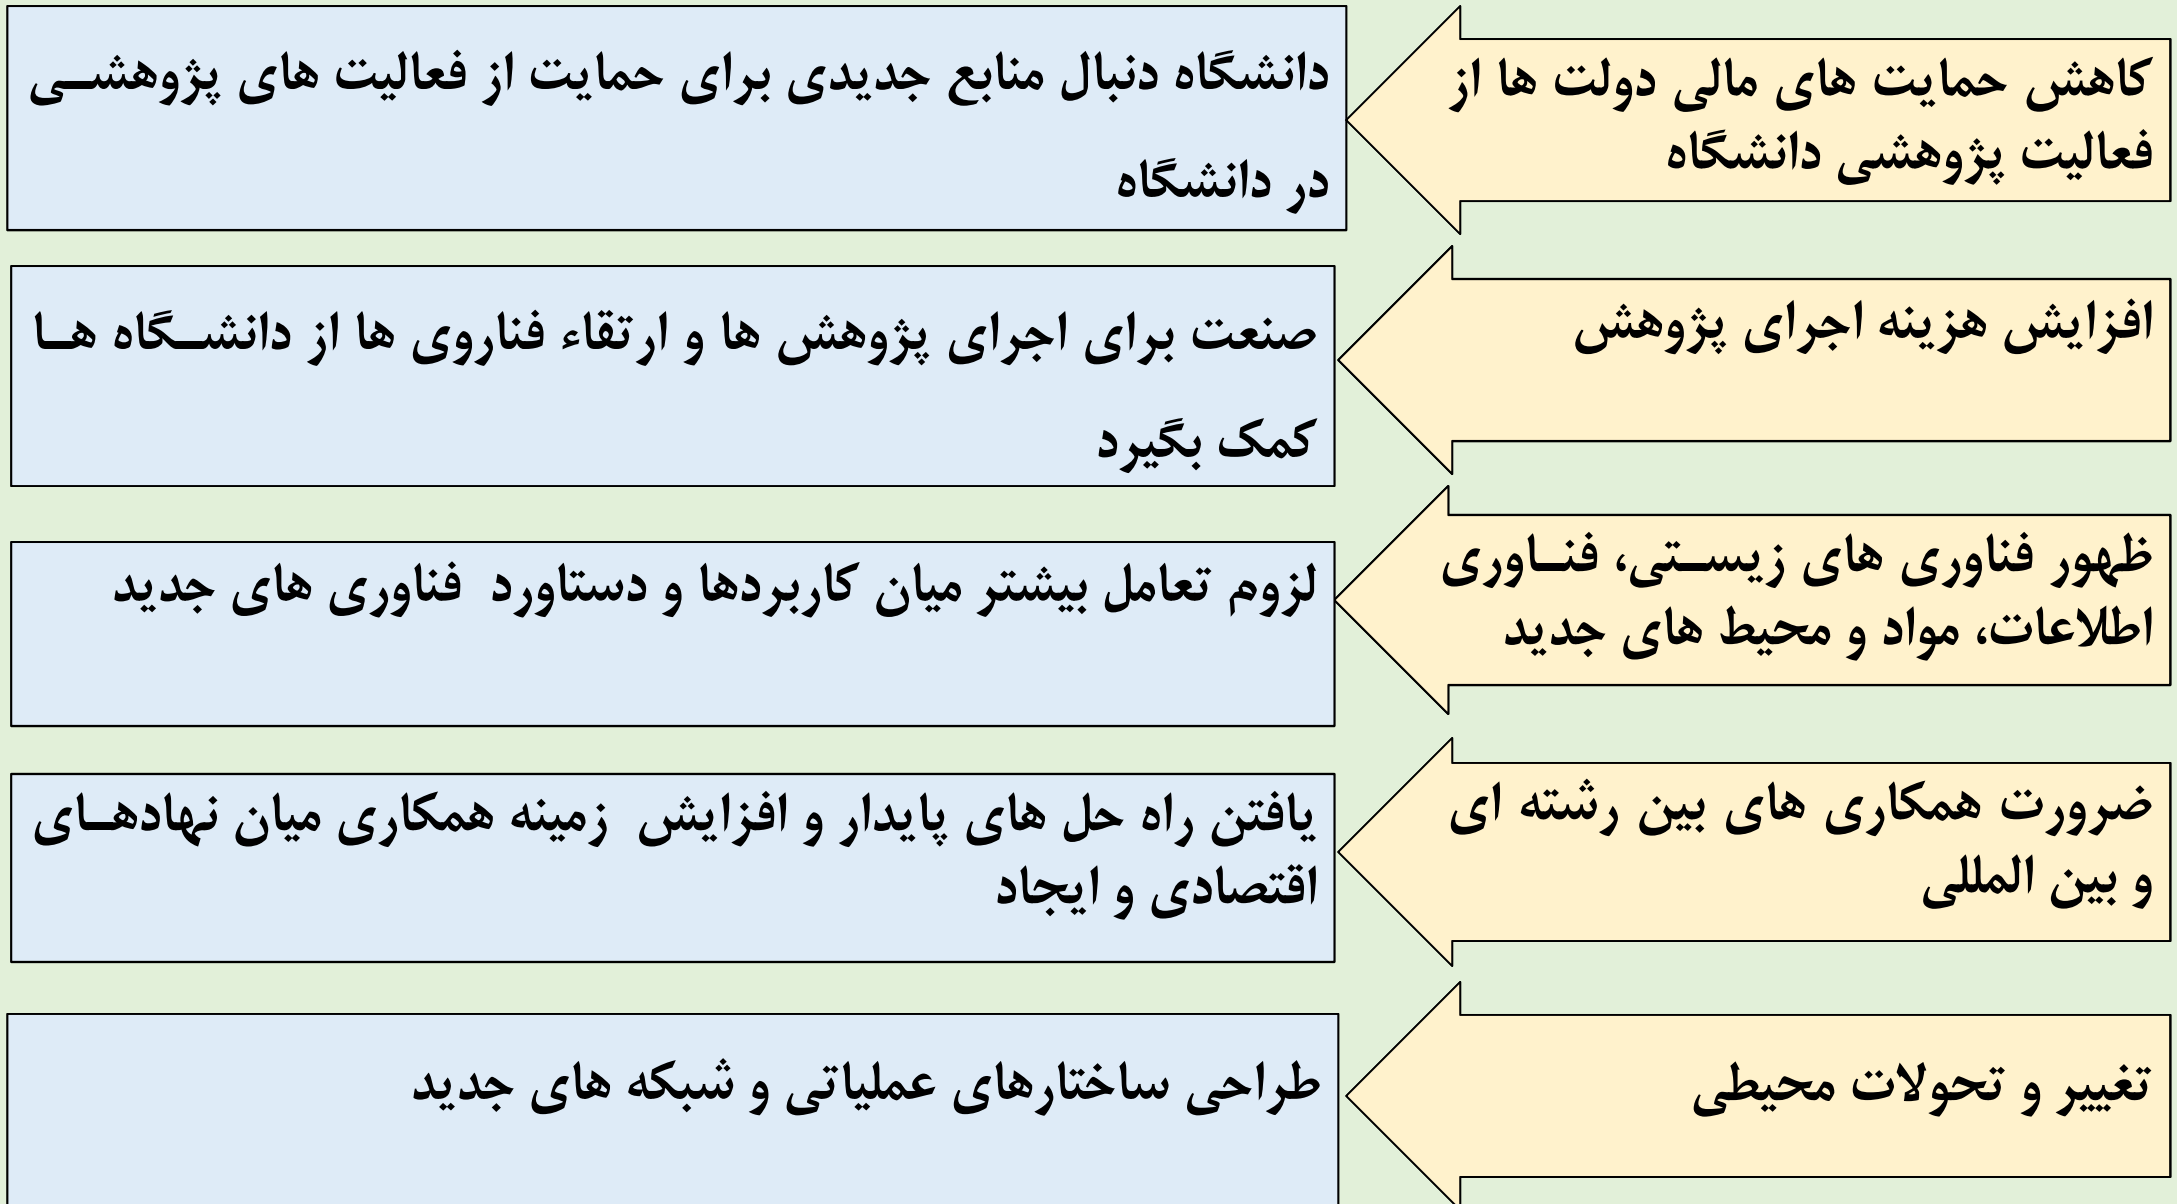 کاهش حمایت های مالی دولت ها از
فعالیت پژوهشی دانشگاه
دانشگاه دنبال منابع جدیدی برای حمایت از فعالیت های پژوهشی
در دانشگاه
افزایش هزینه اجرای پژوهش
صنعت برای اجرای پژوهش ها و ارتقاء فناروی ها از دانشگاه ها
کمک بگیرد
ظهور فناوری های زیستی، فناوری
اطلاعات، مواد و محیط های جدید
لزوم تعامل بیشتر میان کاربردها و دستاورد فناوری های جدید
ضرورت همکاری های بین رشته ای
و بین المللی
یافتن راه حل های پایدار و افزایش زمینه همکاری میان نهادهای
اقتصادی و ایجاد
تغییر و تحولات محیطی
طراحی ساختارهای عملیاتی و شبکه های جدید